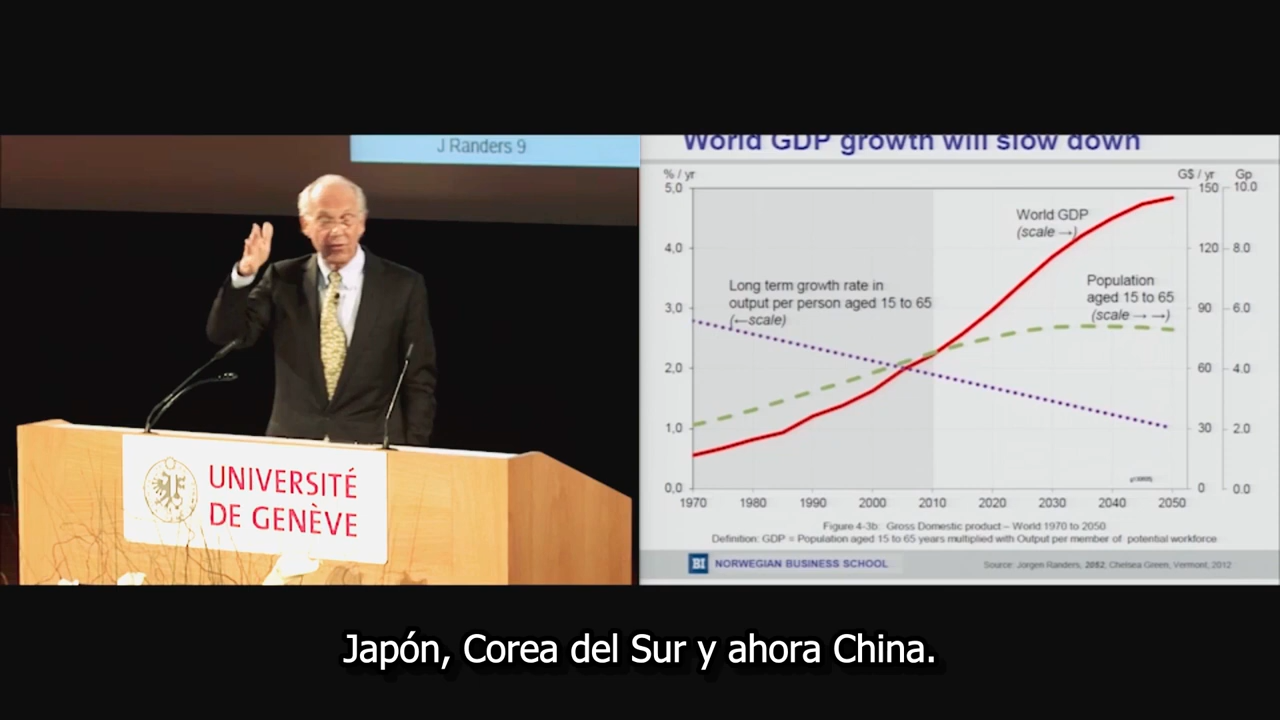 J Randers 9
UNIVERSITÉ
DE GENÈVE
World GDP growth will slow down
% / yr
G$ / yr
Gp
5,0
4,0
3,0
2,0
1,0
0,0
150
120
90
60
30
0
10.0
8.0
6.0
4.0
2.0
0.0
World GDP
(scale →)
Long term growth rate in
output per person aged 15 to 65
(←scale)
Population
aged 15 to 65
(scale → →)
1970 1980 1990 2000 2010 2020 2030 2040 2050
Figure 4-3b: Gross Domestic product – World 1970 to 2050
Definition: GDP = Population aged 15 to 65 years multiplied with Output per member of potential workforce
BI NORWEGIAN BUSINESS SCHOOL
Source: Jorgen Randers, 2052, Chelsea Green, Vermont, 2012
Japón, Corea del Sur y ahora China.